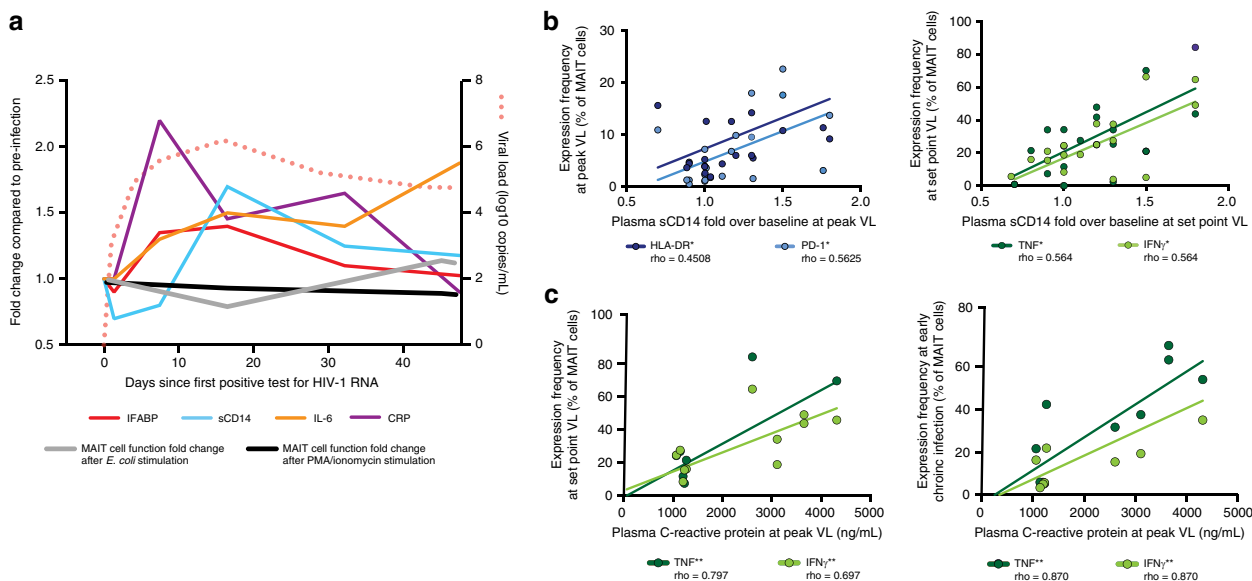 a
Fold change compared to pre-infection
2.5
2.0
1.5
1.0
0.5
8
6
4
2
0
Viral load (log10 copies/mL)
0
10
20
30
40
Days since first positive test for HIV-1 RNA
IFABP
sCD14
IL-6
CRP
MAIT cell function fold change
after E. coli stimulation
MAIT cell function fold change
after PMA/ionomycin stimulation
b
Expression frequency
at peak VL (% of MAIT cells)
30
20
10
0
0.5
1.0
1.5
2.0
Plasma sCD14 fold over baseline at peak VL
HLA-DR*
rho = 0.4508
PD-1*
rho = 0.5625
Expression frequency
at set point VL (% of MAIT cells)
100
80
60
40
20
0
0.5
1.0
1.5
2.0
Plasma sCD14 fold over baseline at set point VL
TNF*
rho = 0.564
IFNγ*
rho = 0.564
c
Expression frequency
at set point VL (% of MAIT cells)
100
80
60
40
20
0
0
1000
2000
3000
4000
5000
Plasma C-reactive protein at peak VL (ng/mL)
TNF**
rho = 0.797
IFNγ**
rho = 0.697
Expression frequency at early
chroinc infection (% of MAIT cells)
80
60
40
20
0
0
1000
2000
3000
4000
5000
Plasma C-reactive protein at peak VL (ng/mL)
TNF**
rho = 0.870
IFNγ**
rho = 0.870